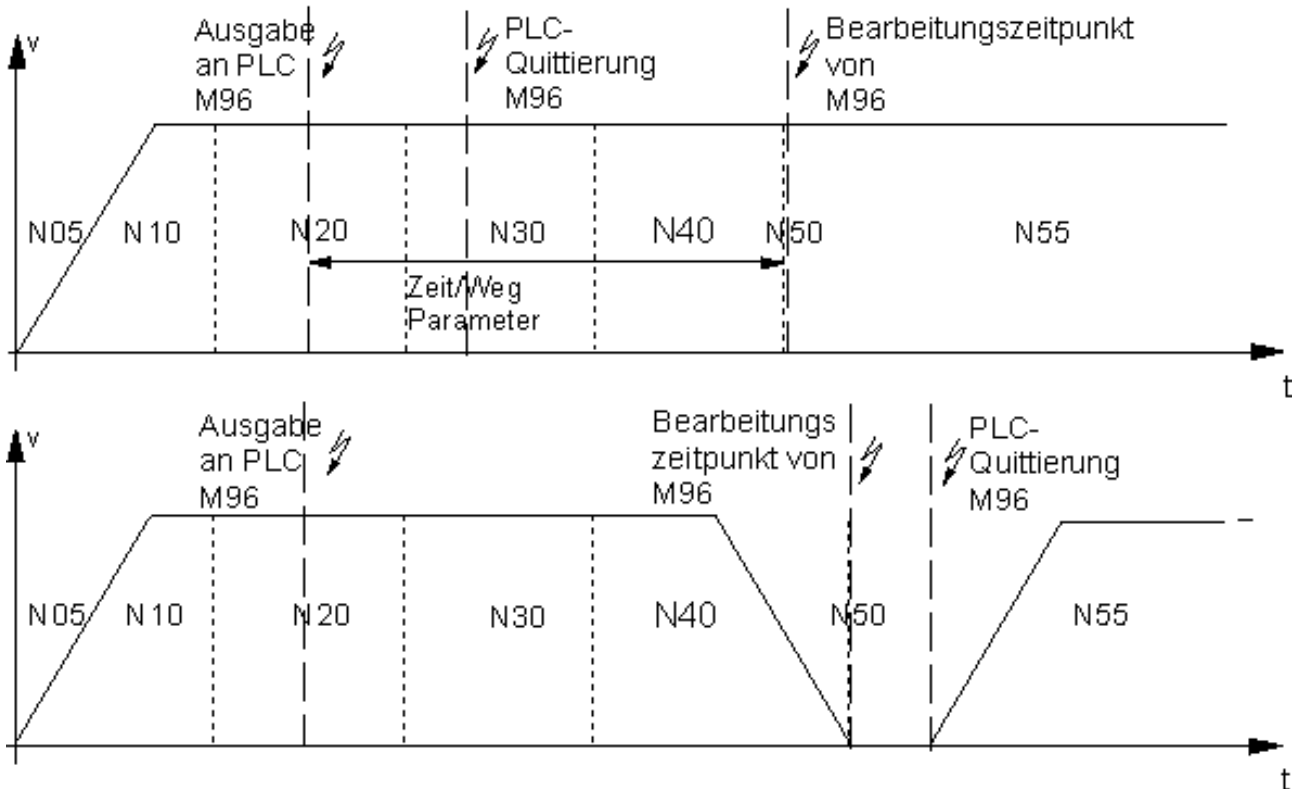 v
Ausgabe
an PLC
M96
PLC-
Quittierung
M96
Bearbeitungszeitpunkt
von
M96
N05
N10
N20
N30
N40
N50
N55
Zeit/Weg
Parameter
t
v
Ausgabe
an PLC
M96
Bearbeitungs
zeitpunkt von
M96
PLC-
Quittierung
M96
N05
N10
N20
N30
N40
N50
N55
t